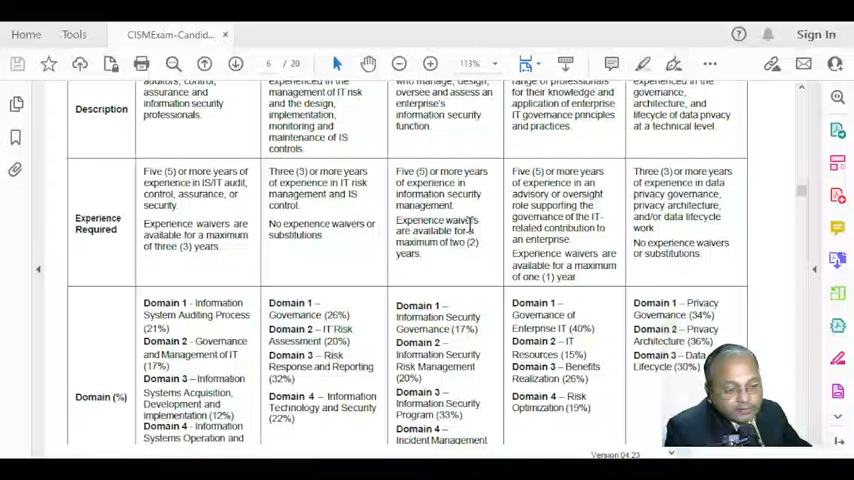 Home Tools CISMExam-Candid... × Sign In
6 / 20 113%
Description
auditors, control,
assurance and
information security
professionals.
experienced in the
management of IT risk
and the design,
implementation,
monitoring and
maintenance of IS
controls.
who manage, design,
oversee and assess an
enterprise's
information security
function.
range of professionals
for their knowledge and
application of enterprise
IT governance principles
and practices.
experienced in the
governance,
architecture, and
lifecycle of data privacy
at a technical level.
Experience
Required
Five (5) or more years of
experience in IS/IT audit,
control, assurance, or
security.
Experience waivers are
available for a maximum
of three (3) years.
Three (3) or more years
of experience in IT risk
management and IS
control.
No experience waivers or
substitutions
Five (5) or more years
of experience in
information security
management.
Experience waivers
are available for a
maximum of two (2)
years.
Five (5) or more years
of experience in an
advisory or oversight
role supporting the
governance of the IT-
related contribution to
an enterprise.
Experience waivers are
available for a maximum
of one (1) year
Three (3) or more years
of experience in data
privacy governance,
privacy architecture,
and/or data lifecycle
work
No experience waivers
or substitutions.
Domain (%)
Domain 1 - Information
System Auditing Process
(21%)
Domain 2 - Governance
and Management of IT
(17%)
Domain 3 – Information
Systems Acquisition,
Development and
implementation (12%)
Domain 4 - Information
Systems Operation and
Domain 1 –
Governance (26%)
Domain 2 – IT Risk
Assessment (20%)
Domain 3 – Risk
Response and Reporting
(32%)
Domain 4 – Information
Technology and Security
(22%)
Domain 1 –
Information Security
Governance (17%)
Domain 2 –
Information Security
Risk Management
(20%)
Domain 3 –
Information Security
Program (33%)
Domain 4 –
Incident Management
Domain 1 –
Governance of
Enterprise IT (40%)
Domain 2 – IT
Resources (15%)
Domain 3 – Benefits
Realization (26%)
Domain 4 – Risk
Optimization (19%)
Domain 1 – Privacy
Governance (34%)
Domain 2 – Privacy
Architecture (36%)
Domain 3 – Data
Lifecycle (30%)
Version 04.23